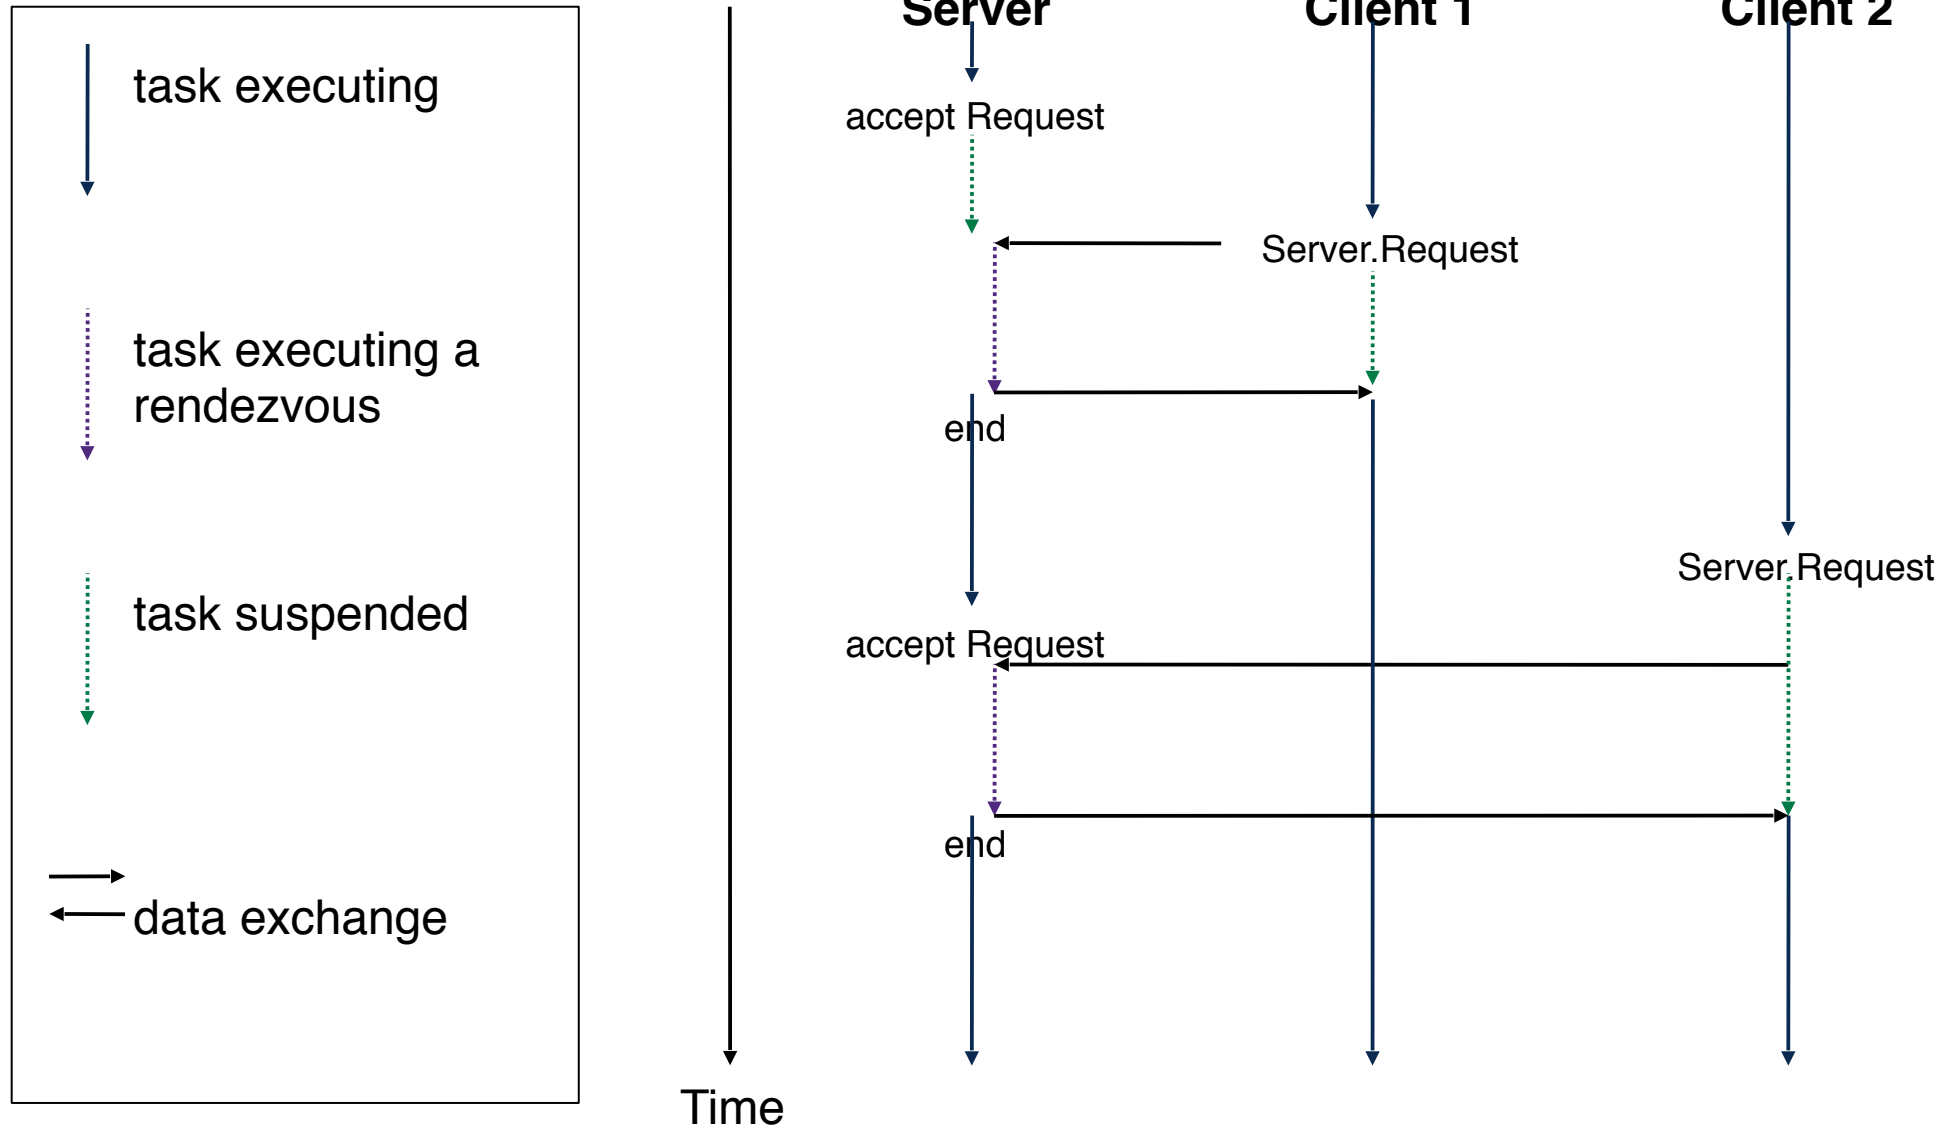 Server Client 1 Client 2
task executing
accept Request
Server.Request
task executing a
rendezvous
end
Server.Request
task suspended
accept Request
end
data exchange
Time